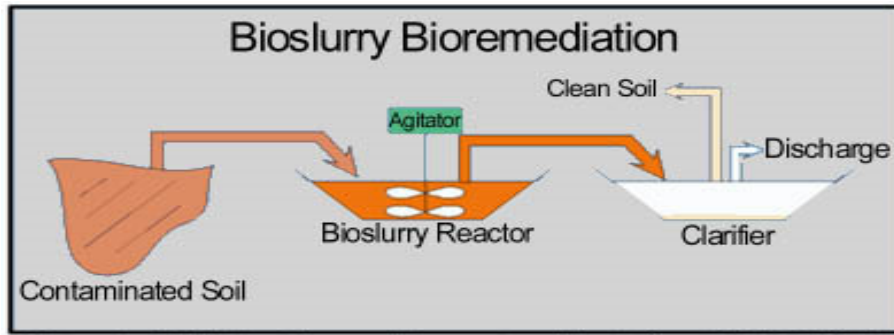 Bioslurry Bioremediation
Clean Soil
Agitator
Discharge
Bioslurry Reactor
Clarifier
Contaminated Soil